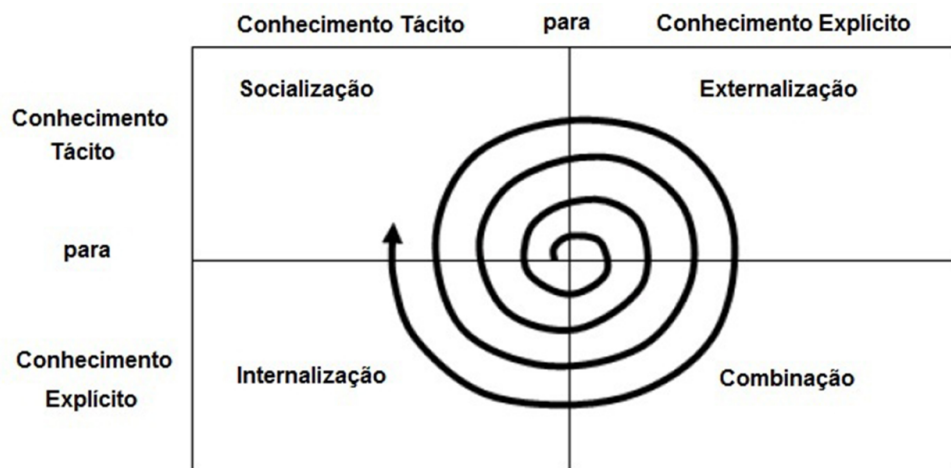 Conhecimento Tácito para Conhecimento Explícito
Socialização Externalização
Conhecimento
Tácito
para
Conhecimento
Explícito
Internalização Combinação